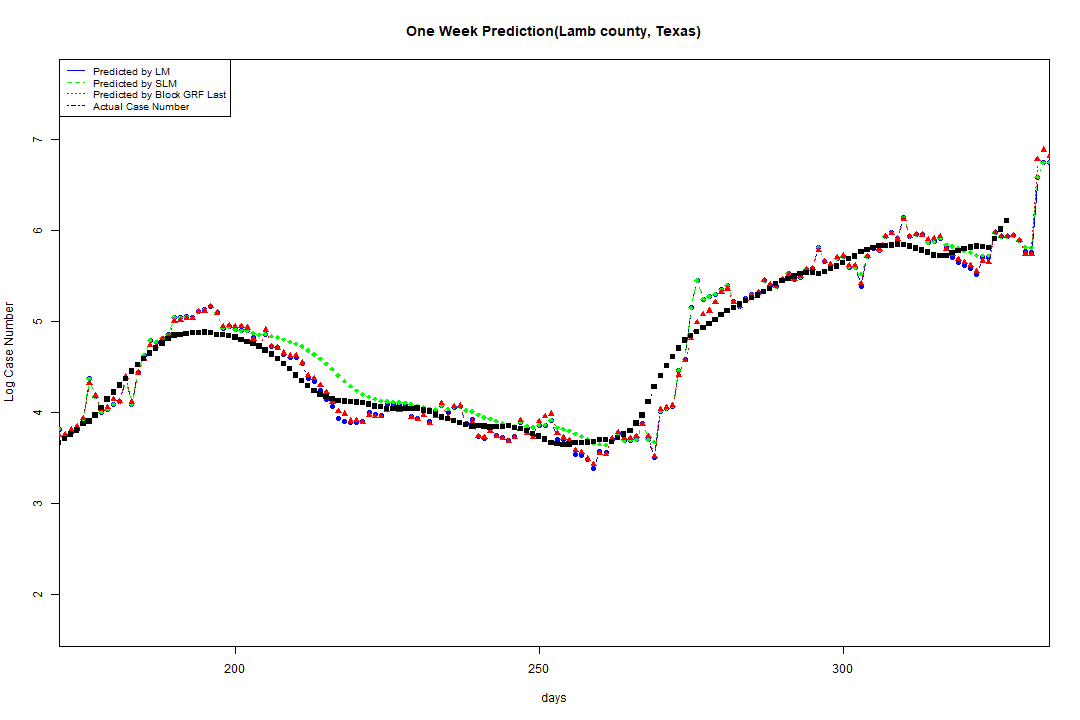 One Week Prediction(Lamb county, Texas)
Predicted by LM
Predicted by SLM
Predicted by Block GRF Last
Actual Case Number
7
6
5
4
3
2
Log Case Number
200
250
300
days